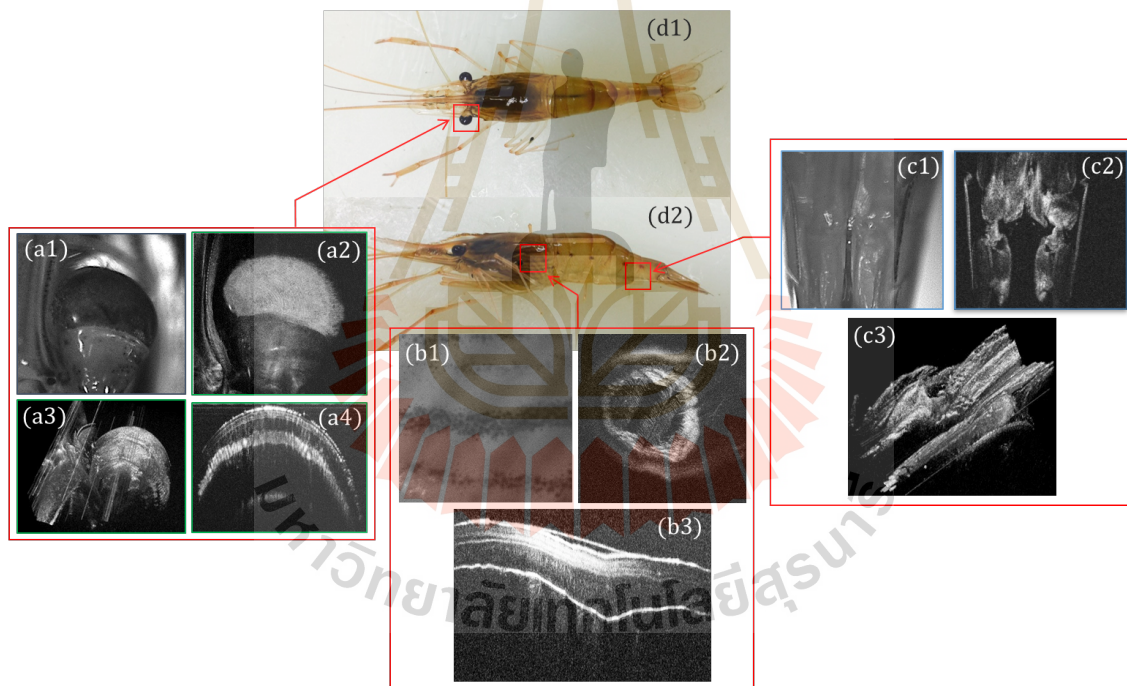 (d1)
(d2)
(a1)
(a2)
(a3)
(a4)
(b1)
(b2)
(b3)
(c1)
(c2)
(c3)
มหาวิทยาลัยเทคโนโลยีสุรนารี